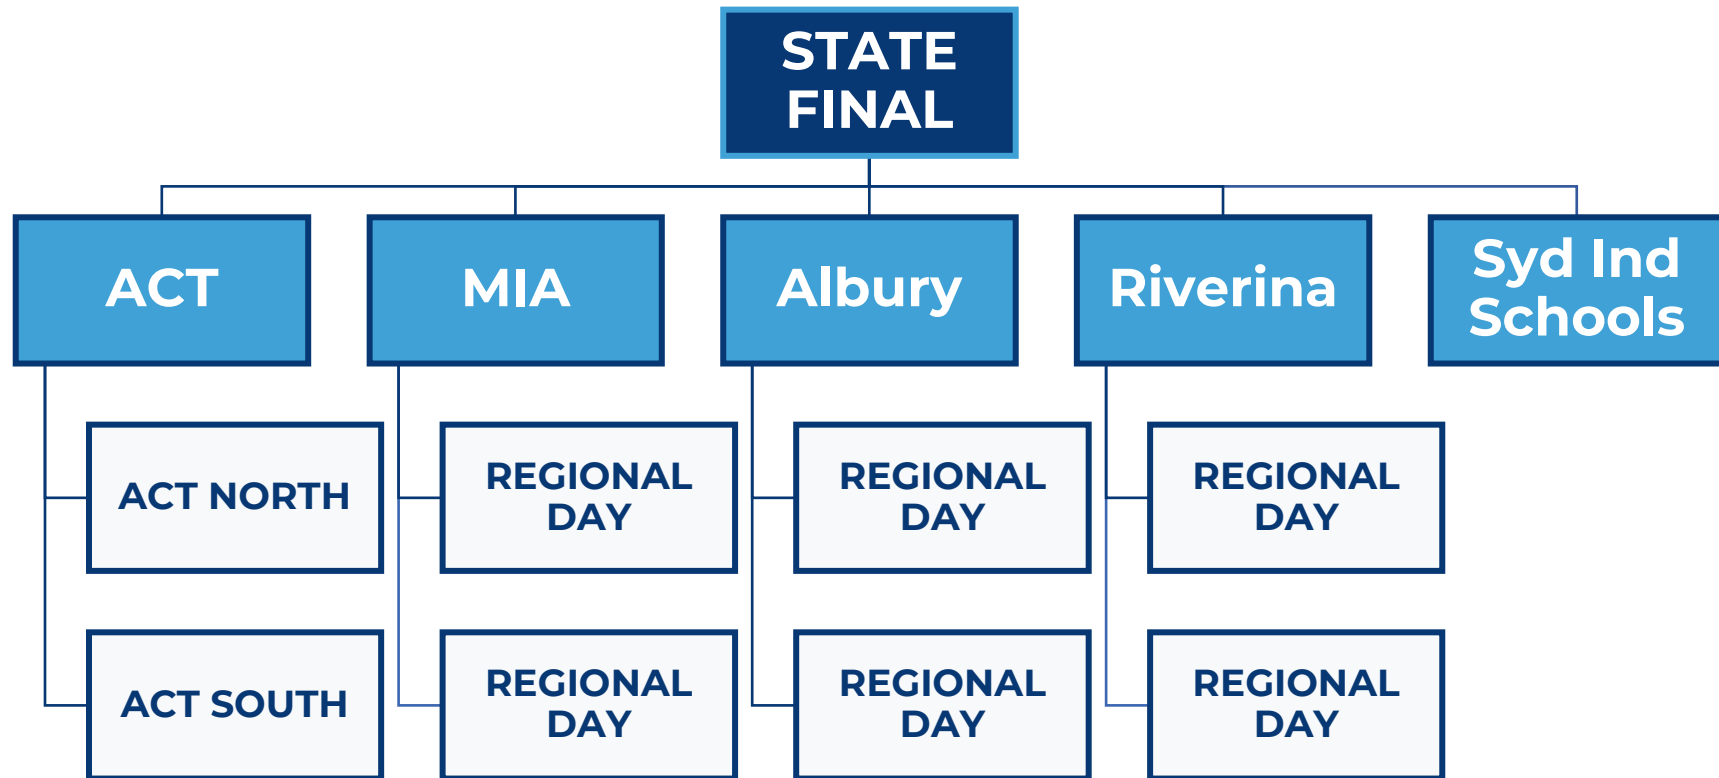 STATE
FINAL
ACT
MIA
Albury
Riverina
Syd Ind
Schools
ACT NORTH
REGIONAL
DAY
REGIONAL
DAY
REGIONAL
DAY
ACT SOUTH
REGIONAL
DAY
REGIONAL
DAY
REGIONAL
DAY